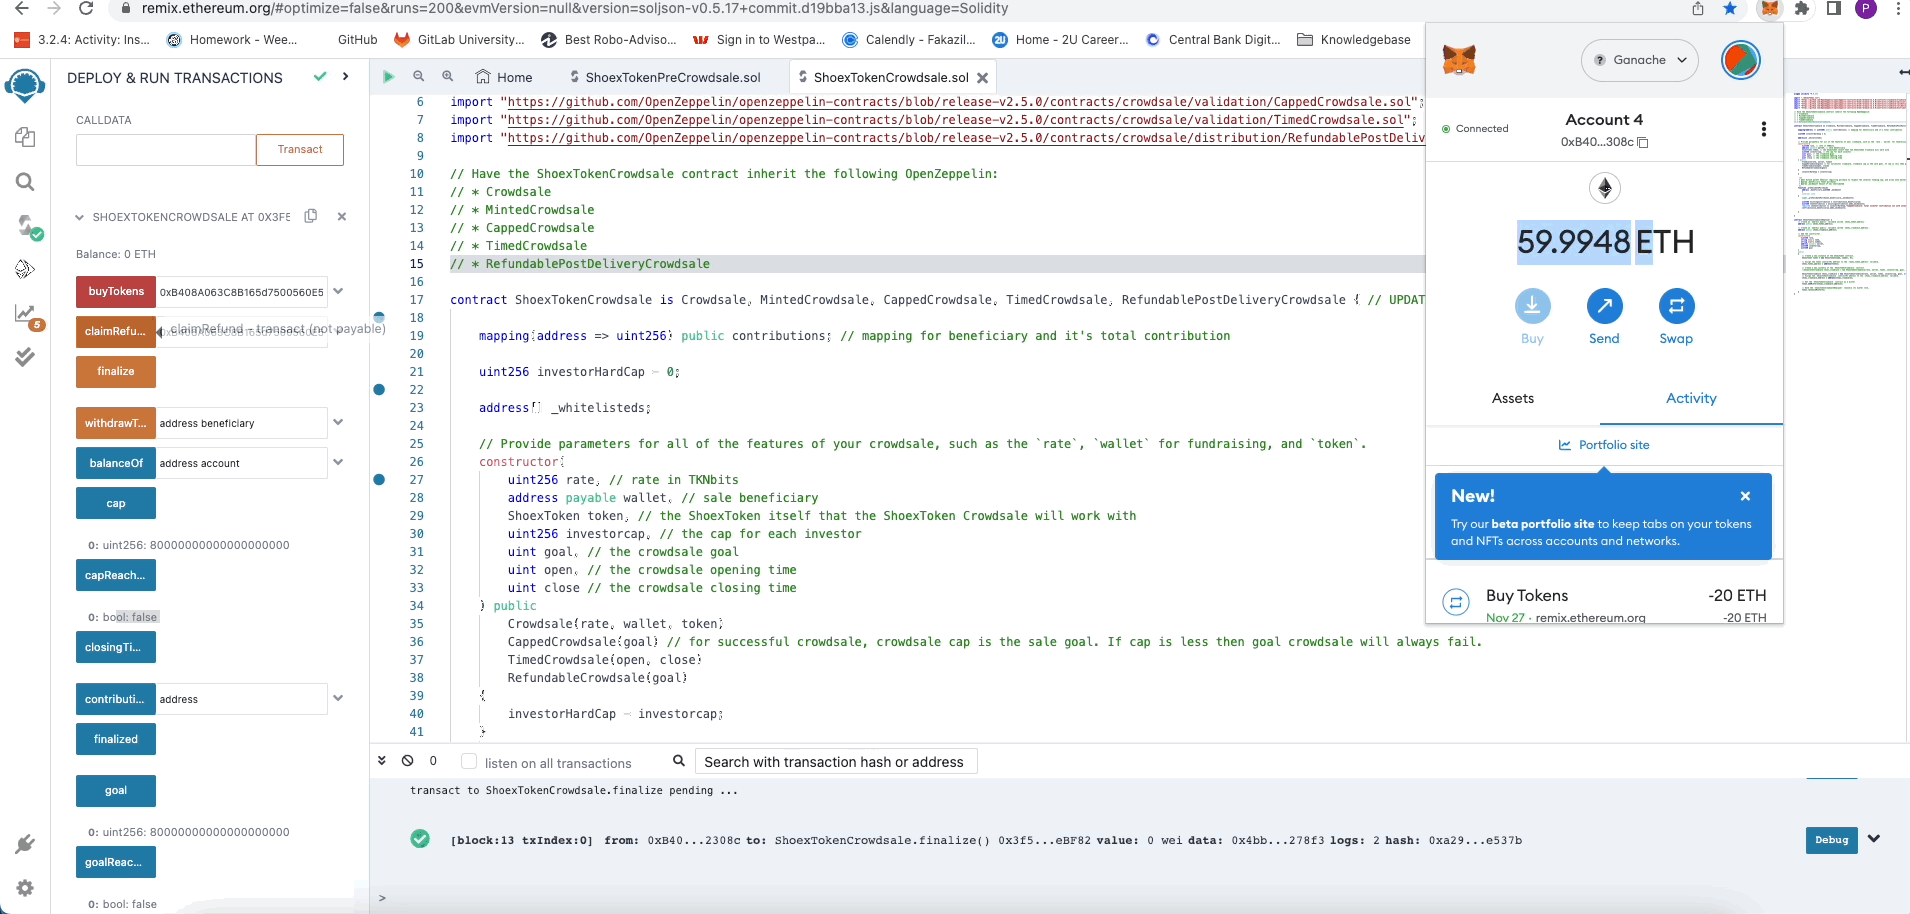 remix.ethereum.org/#optimize=false&runs=200&evmVersion=null&version=soljson-v0.5.17+commit.d19bba13.js&language=Solidity
P
3.2.4: Activity: Ins...
Homework - Wee...
GitHub
GitLab University...
Best Robo-Adviso...
Sign in to Westpa...
Calendly - Fakazil...
2U
Home - 2U Career...
Central Bank Digit...
Knowledgebase
DEPLOY & RUN TRANSACTIONS
CALLDATA
Transact
SHOEXTOKENCROWDSALE AT 0X3F5
Balance: 0 ETH
buyTokens
0xB408A063C8B165d7500560E5
claimRefu...
claimRefund - transact (not payable)
finalize
withdrawT...
address beneficiary
balanceOf
address account
cap
0: uint256: 80000000000000000000
capReach...
0: bool: false
closingTi...
contributi...
address
finalized
goal
0: uint256: 80000000000000000000
goalReac...
0: bool: false
5
Home
ShoexTokenPreCrowdsale.sol
ShoexTokenCrowdsale.sol
6 import "https://github.com/OpenZeppelin/openzeppelin-contracts/blob/release-v2.5.0/contracts/crowdsale/validation/CappedCrowdsale.sol";
7 import "https://github.com/OpenZeppelin/openzeppelin-contracts/blob/release-v2.5.0/contracts/crowdsale/validation/TimedCrowdsale.sol";
8 import "https://github.com/OpenZeppelin/openzeppelin-contracts/blob/release-v2.5.0/contracts/crowdsale/distribution/RefundablePostDeliv
9
10 // Have the ShoexTokenCrowdsale contract inherit the following OpenZeppelin:
11 // * Crowdsale
12 // * MintedCrowdsale
13 // * CappedCrowdsale
14 // * TimedCrowdsale
15 // * RefundablePostDeliveryCrowdsale
16
17 contract ShoexTokenCrowdsale is Crowdsale, MintedCrowdsale, CappedCrowdsale, TimedCrowdsale, RefundablePostDeliveryCrowdsale { // UPDAT
18
19 mapping(address => uint256) public contributions; // mapping for beneficiary and it's total contribution
20
21 uint256 investorHardCap = 0;
22
23 address[] _whitelisteds;
24
25 // Provide parameters for all of the features of your crowdsale, such as the `rate`, `wallet` for fundraising, and `token`.
26 constructor(
27 uint256 rate, // rate in TKNbits
28 address payable wallet, // sale beneficiary
29 ShoexToken token, // the ShoexToken itself that the ShoexToken Crowdsale will work with
30 uint256 investorcap, // the cap for each investor
31 uint goal, // the crowdsale goal
32 uint open, // the crowdsale opening time
33 uint close // the crowdsale closing time
34 ) public
35 Crowdsale(rate, wallet, token)
36 CappedCrowdsale(goal) // for successful crowdsale, crowdsale cap is the sale goal. If cap is less then goal crowdsale will always fail.
37 TimedCrowdsale(open, close)
38 RefundableCrowdsale(goal)
39 {
40 investorHardCap = investorcap;
41 }
0
listen on all transactions
Search with transaction hash or address
transact to ShoexTokenCrowdsale.finalize pending ...
[block:13 txIndex:0] from: 0xB40...2308c to: ShoexTokenCrowdsale.finalize() 0x3f5...eBF82 value: 0 wei data: 0x4bb...278f3 logs: 2 hash: 0xa29...e537b
Debug
>
? Ganache
Connected
Account 4
0xB40...308c
59.9948 ETH
Buy
Send
Swap
Assets
Activity
Portfolio site
New!
Try our beta portfolio site to keep tabs on your tokens
and NFTs across accounts and networks.
Buy Tokens
-20 ETH
Nov 27 · remix.ethereum.org
-20 ETH